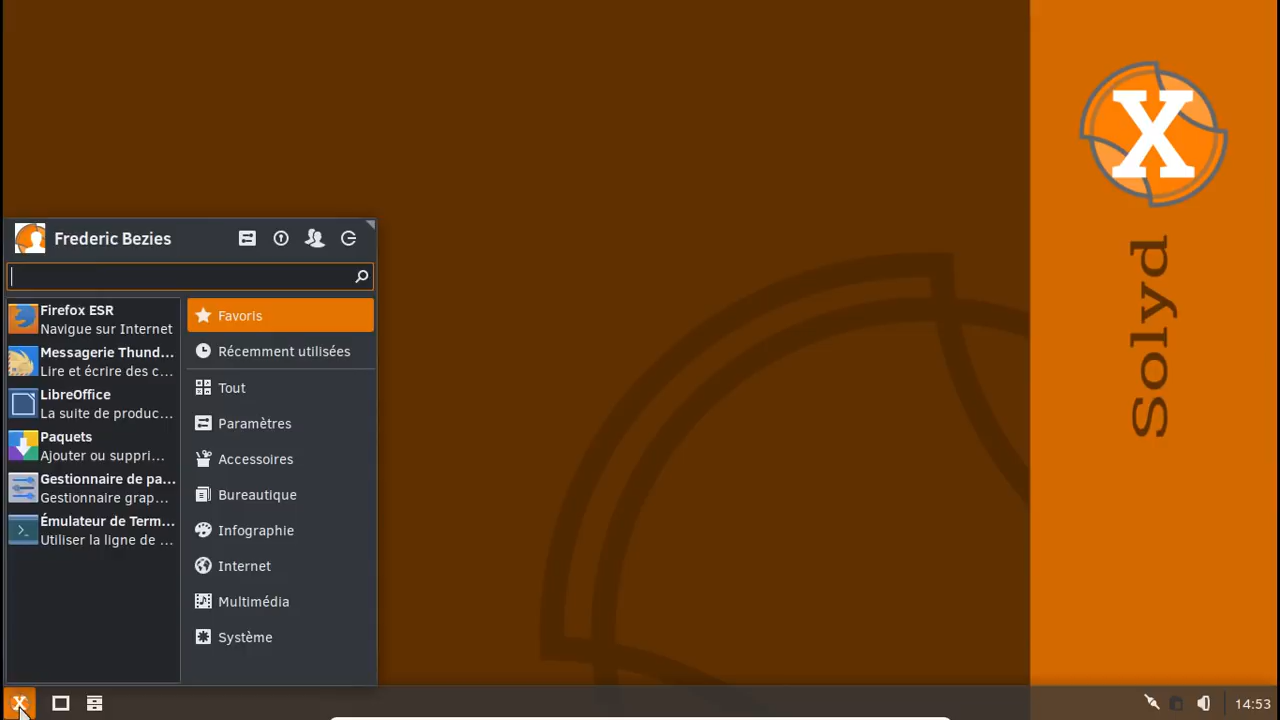 X
Solyd
Frederic Bezies
Firefox ESR
Navigue sur Internet
Messagerie Thund...
Lire et écrire des c...
LibreOffice
La suite de produc...
Paquets
Ajouter ou suppri...
Gestionnaire de pa...
Gestionnaire grap...
Émulateur de Term...
Utiliser la ligne de ...
Favoris
Récemment utilisées
Tout
Paramètres
Accessoires
Bureautique
Infographie
Internet
Multimédia
Système
X
14:53